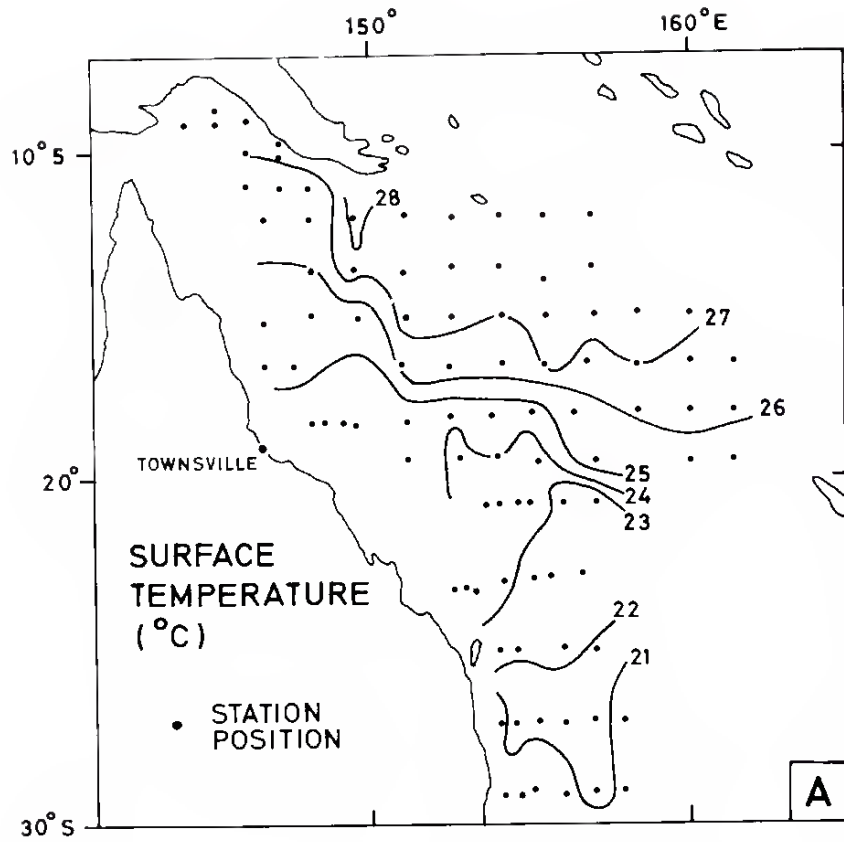 150°
160°E
10°S
28
27
26
TOWNSVILLE
25
24
20°
23
SURFACE
TEMPERATURE
(°C)
22
21
STATION
POSITION
A
30°S